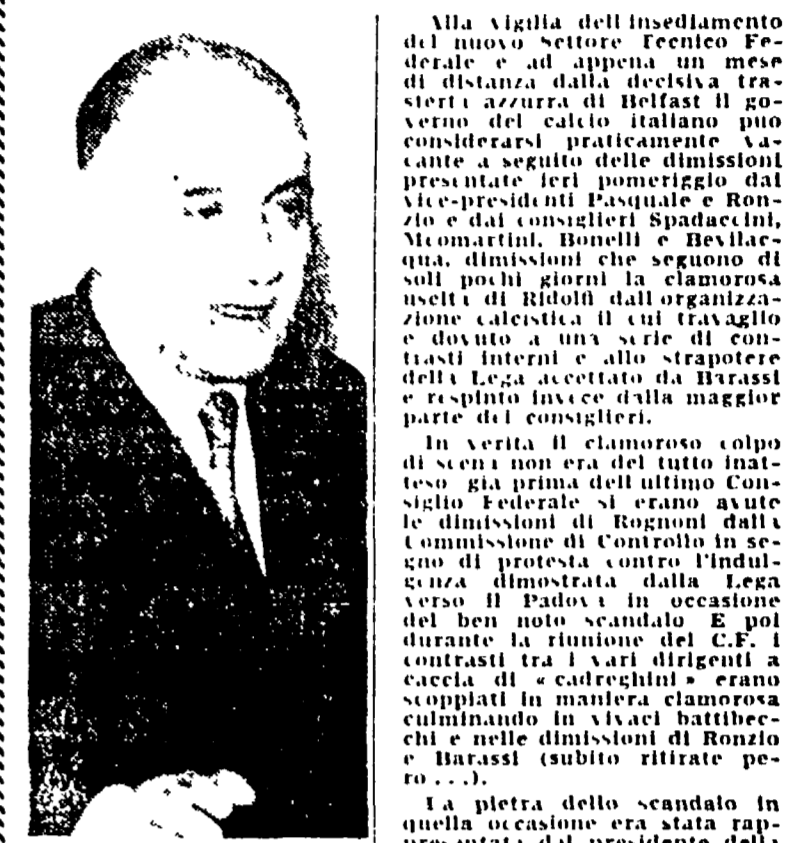 Alla vigilia dell insediamento
del nuovo Settore Tecnico Fe-
derale e ad appena un mese
di distanza dalla decisiva tra-
sferta azzurra di Belfast il go-
verno del calcio italiano può
considerarsi praticamente va-
cante a seguito delle dimissioni
presentate ieri pomeriggio dai
vice-presidenti Pasquale e Ron-
zio e dai consiglieri Spadaccini,
Meomartini, Bonelli e Bevilac-
qua, dimissioni che seguono di
soli pochi giorni la clamorosa
uscita di Ridolfi dall organizza-
zione calcistica il cui travaglio
e dovuto a una serie di con-
trasti interni e allo strapotere
della Lega accettato da Barassi
e respinto invece dalla maggior
parte dei consiglieri.
In verita il clamoroso colpo
di scena non era del tutto inat-
teso già prima dell ultimo Con-
siglio Federale si erano avute
le dimissioni di Rognoni dalla
Commissione di Controllo in se-
gno di protesta contro l'indul-
genza dimostrata dalla Lega
verso il Padova in occasione
del ben noto scandalo E poi
durante la riunione del C.F. i
contrasti tra i vari dirigenti a
caccia di « cadreghini » erano
scoppiati in maniera clamorosa
culminando in vivaci battibec-
chi e nelle dimissioni di Ronzio
e Barassi (subito ritirate pe-
rò . . .).
La pietra dello scandalo in
quella occasione era stata rap-
presentata dal presidente della